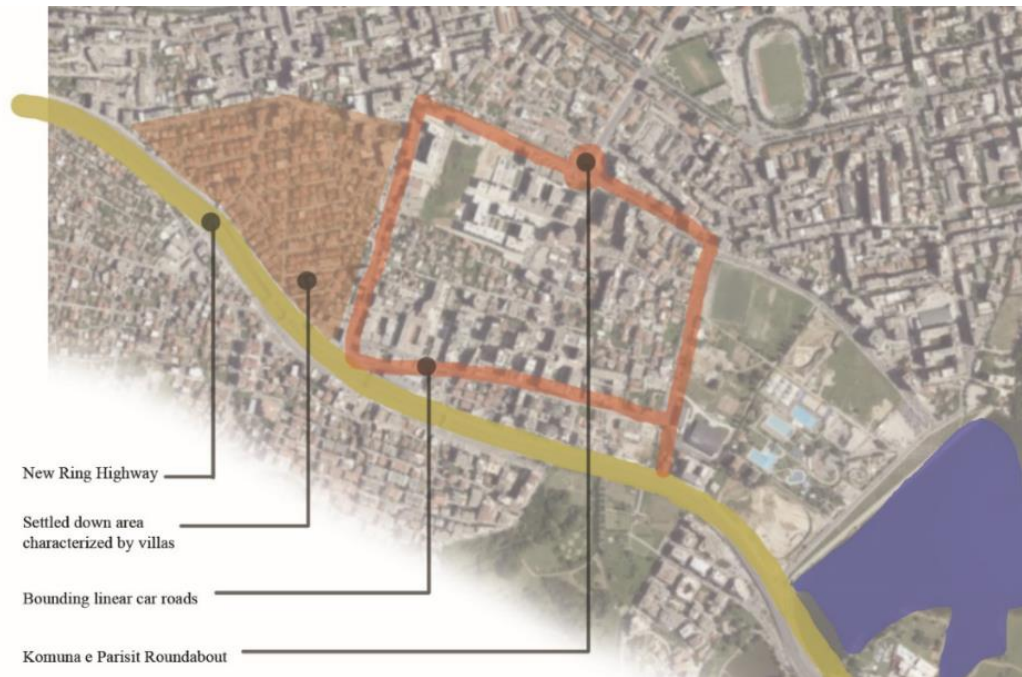 New Ring Highway
Settled down area
characterized by villas
Bounding linear car roads
Komuna e Parisit Roundabout